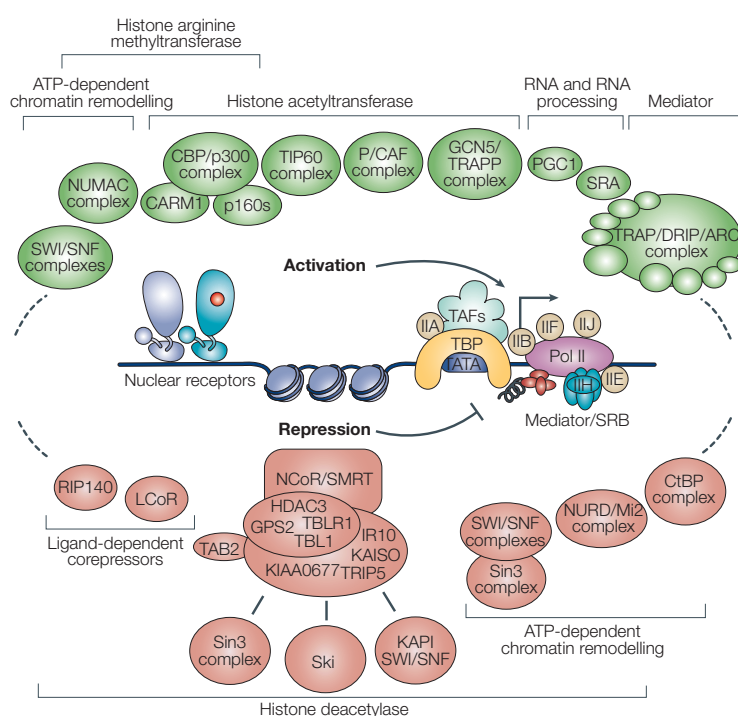 Histone arginine
methyltransferase
ATP-dependent
chromatin remodelling
Histone acetyltransferase
RNA and RNA
processing
Mediator
CBP/p300
complex
TIP60
complex
P/CAF
complex
GCN5/
TRAPP
complex
PGC1
SRA
NUMAC
complex
CARM1
p160s
SWI/SNF
complexes
TRAP/DRIP/ARC
complex
Activation
TAFs
IIA
IIB
IIF
IIJ
TBP
TATA
Pol II
IIH
IIE
Nuclear receptors
Mediator/SRB
Repression
NCoR/SMRT
RIP140
LCoR
CtBP
complex
HDAC3
GPS2
TBLR1
TBL1
IR10
KAISO
KIAA0677
TRIP5
TAB2
SWI/SNF
complexes
NURD/Mi2
complex
Sin3
complex
Ligand-dependent
corepressors
Sin3
complex
Ski
KAPI
SWI/SNF
ATP-dependent
chromatin remodelling
Histone deacetylase